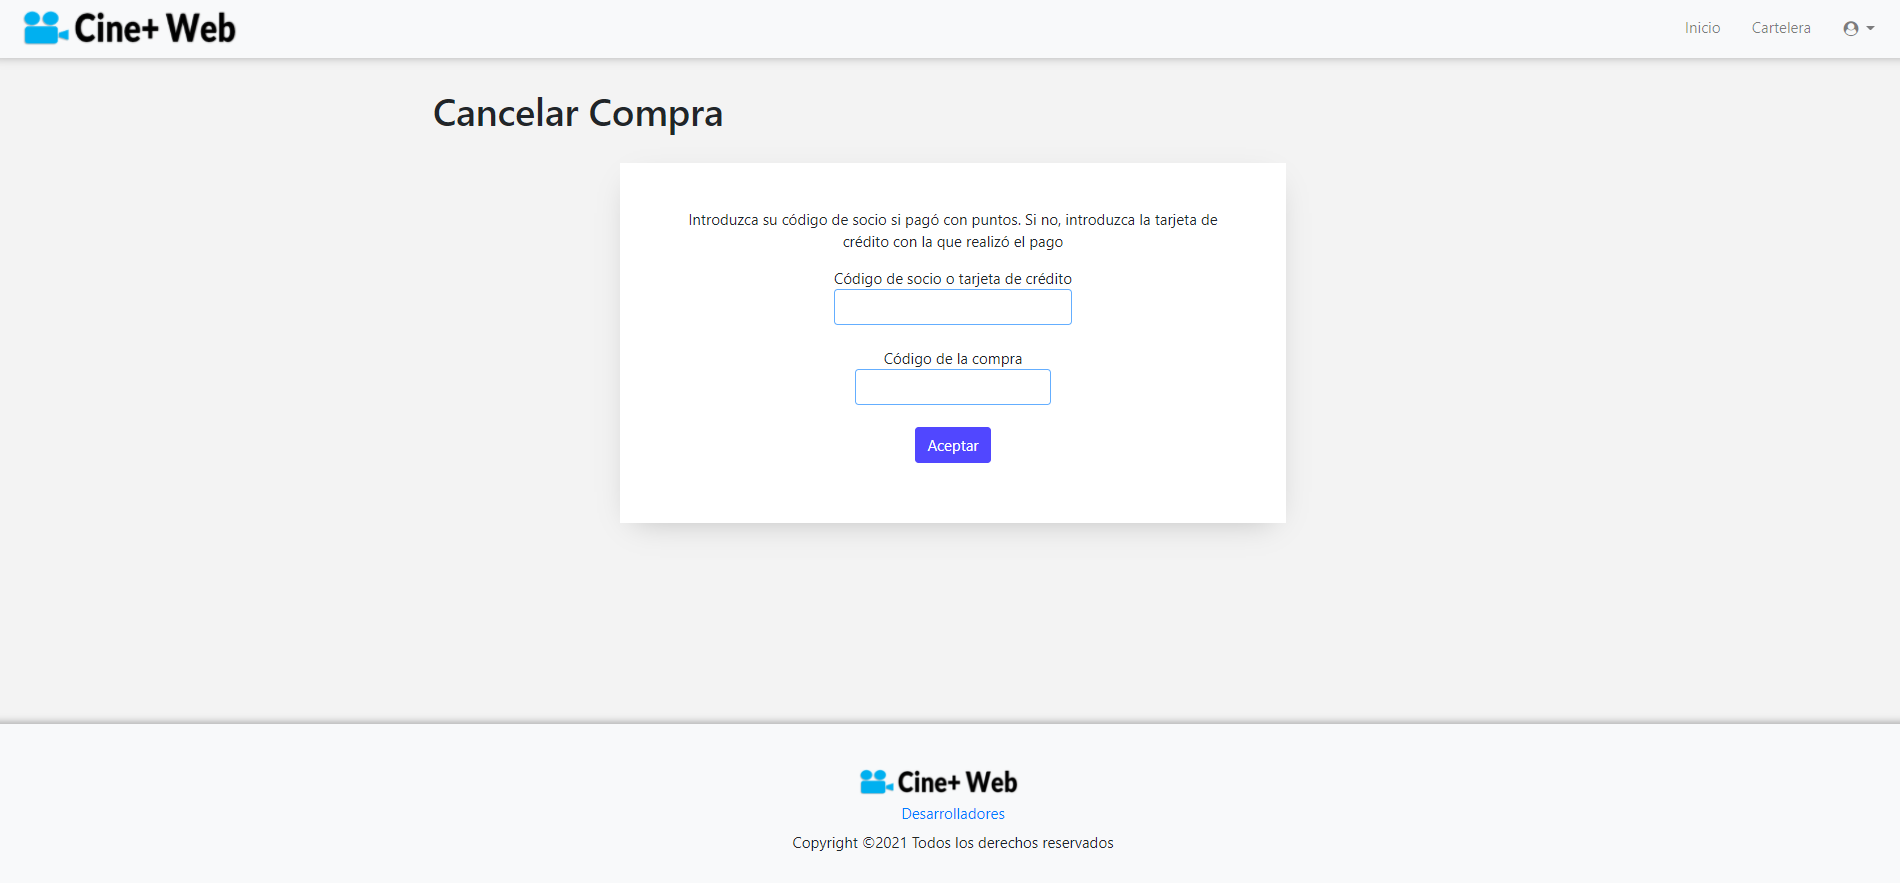 Cine+ Web
Inicio
Cartelera
Cancelar Compra
Introduzca su código de socio si pagó con puntos. Si no, introduzca la tarjeta de
crédito con la que realizó el pago
Código de socio o tarjeta de crédito
Código de la compra
Aceptar
Cine+ Web
Desarrolladores
Copyright ©2021 Todos los derechos reservados